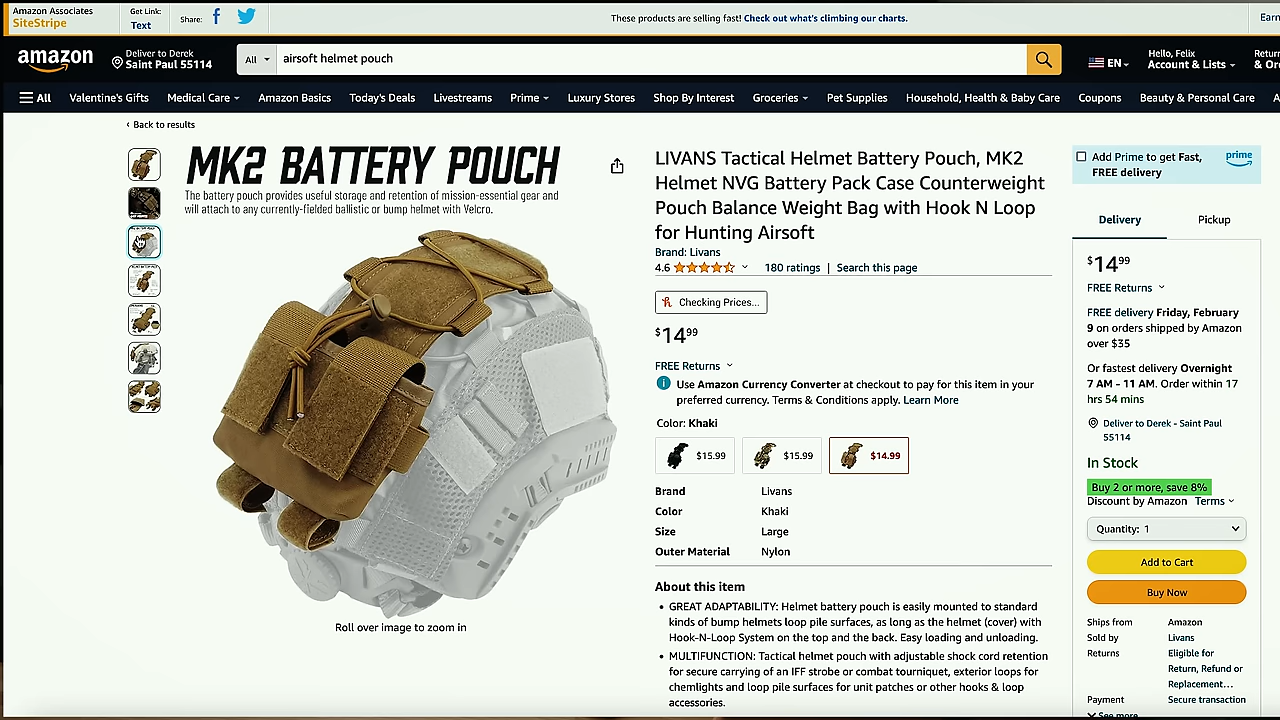 Amazon Associates
SiteStripe
Get Link:
Text
Share:
These products are selling fast! Check out what's climbing our charts.
Earn
amazon
Deliver to Derek
Saint Paul 55114
All
airsoft helmet pouch
EN
Hello, Felix
Account & Lists
Retur
& Or
All
Valentine's Gifts
Medical Care
Amazon Basics
Today's Deals
Livestreams
Prime
Luxury Stores
Shop By Interest
Groceries
Pet Supplies
Household, Health & Baby Care
Coupons
Beauty & Personal Care
A
‹ Back to results
MK2 BATTERY POUCH
The battery pouch provides useful storage and retention of mission-essential gear and
will attach to any currently-fielded ballistic or bump helmet with Velcro.
Roll over image to zoom in
LIVANS Tactical Helmet Battery Pouch, MK2
Helmet NVG Battery Pack Case Counterweight
Pouch Balance Weight Bag with Hook N Loop
for Hunting Airsoft
Brand: Livans
4.6
180 ratings | Search this page
Checking Prices...
$14⁹⁹
FREE Returns
Use Amazon Currency Converter at checkout to pay for this item in your
preferred currency. Terms & Conditions apply. Learn More
Color: Khaki
$15.99
$15.99
$14.99
Brand Livans
Color Khaki
Size Large
Outer Material Nylon
About this item
• GREAT ADAPTABILITY: Helmet battery pouch is easily mounted to standard
kinds of bump helmets loop pile surfaces, as long as the helmet (cover) with
Hook-N-Loop System on the top and the back. Easy loading and unloading.
• MULTIFUNCTION: Tactical helmet pouch with adjustable shock cord retention
for secure carrying of an IFF strobe or combat tourniquet, exterior loops for
chemlights and loop pile surfaces for unit patches or other hooks & loop
accessories.
Add Prime to get Fast,
FREE delivery
prime
Delivery
Pickup
$14⁹⁹
FREE Returns
FREE delivery Friday, February
9 on orders shipped by Amazon
over $35
Or fastest delivery Overnight
7 AM - 11 AM. Order within 17
hrs 54 mins
Deliver to Derek - Saint Paul
55114
In Stock
Buy 2 or more, save 8%
Discount by Amazon Terms
Quantity: 1
Add to Cart
Buy Now
Ships from Amazon
Sold by Livans
Returns Eligible for
Return, Refund or
Replacement...
Payment Secure transaction
See more